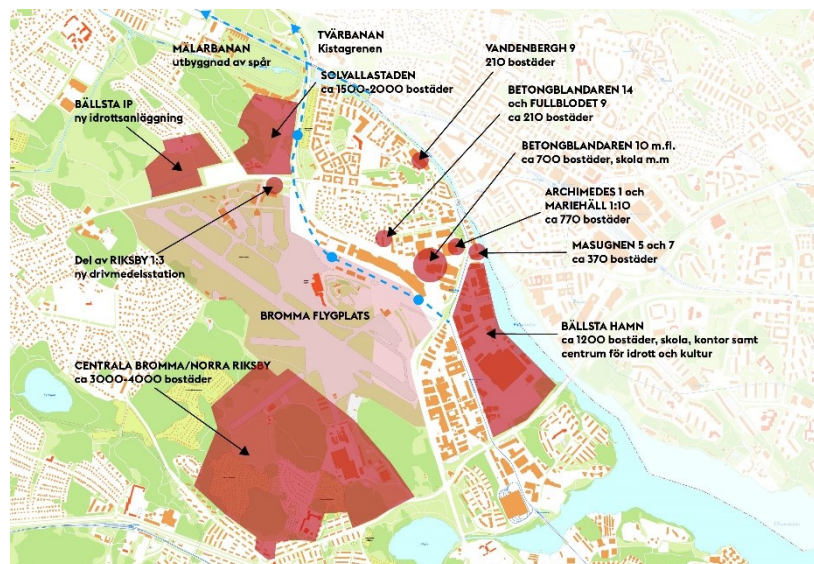 MÄLARBANAN
utbyggnad av spår
TVÄRBANAN
Kistagrenen
VANDENBERGH 9
210 bostäder
SOLVALLASTADEN
ca 1500-2000 bostäder
BETONGBLANDAREN 14
och FULLBLODET 9
ca 210 bostäder
BÄLLSTA IP
ny idrottsanläggning
BETONGBLANDAREN 10 m.fl.
ca 700 bostäder, skola m.m
ARCHIMEDES 1 och
MARIEHÄLL 1:10
ca 770 bostäder
MASUGNEN 5 och 7
ca 370 bostäder
Del av RIKSBY 1:3
ny drivmedelsstation
BROMMA FLYGPLATS
BÄLLSTA HAMN
ca 1200 bostäder, skola, kontor samt
centrum för idrott och kultur
CENTRALA BROMMA/NORRA RIKSBY
ca 3000-4000 bostäder